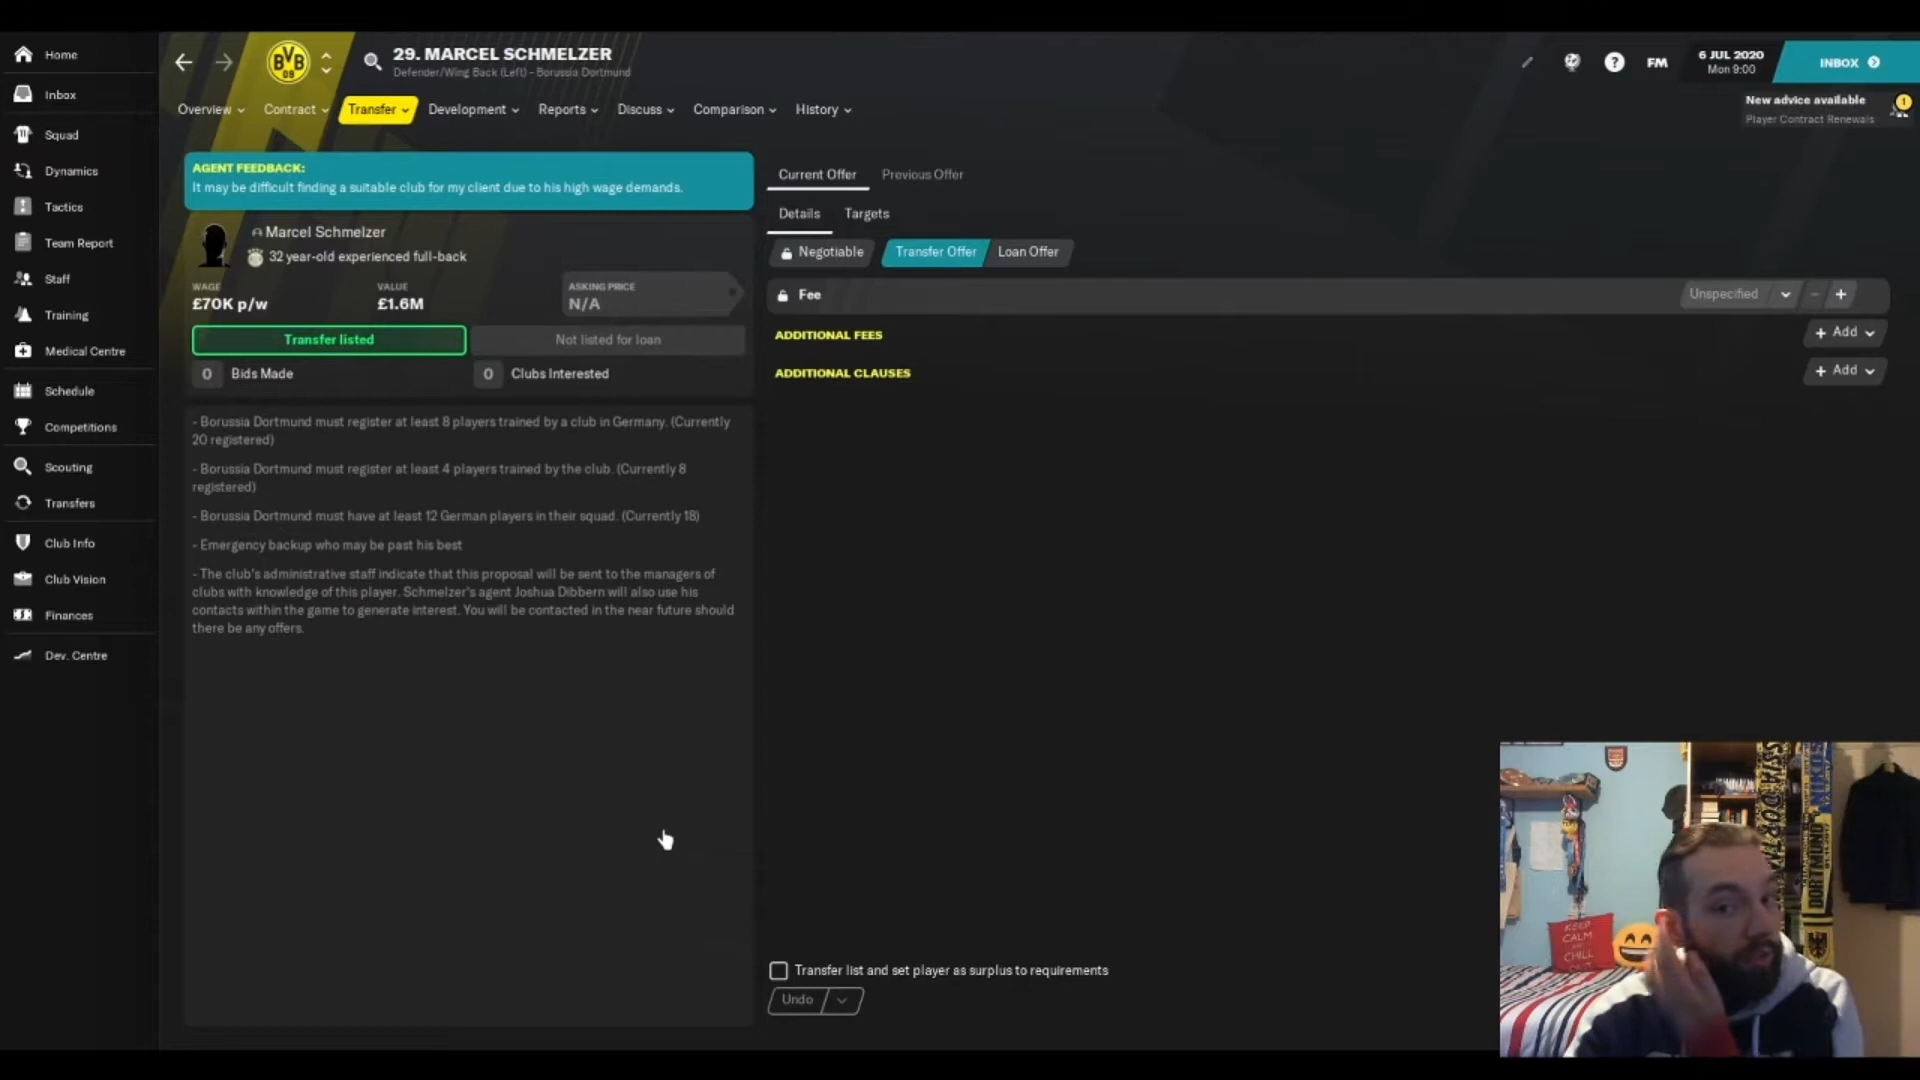 Home
Inbox
Squad
Dynamics
Tactics
Team Report
Staff
Training
Medical Centre
Schedule
Competitions
Scouting
Transfers
Club Info
Club Vision
Finances
Dev. Centre
BVB 09
29. MARCEL SCHMELZER
Defender/Wing Back (Left) - Borussia Dortmund
FM
6 JUL 2020
Mon 9:00
INBOX
Overview Contract Transfer Development Reports Discuss Comparison History
New advice available
Player Contract Renewals
1
AGENT FEEDBACK:
It may be difficult finding a suitable club for my client due to his high wage demands.
Marcel Schmelzer
32 year-old experienced full-back
WAGE
£70K p/w
VALUE
£1.6M
ASKING PRICE
N/A
Transfer listed
Not listed for loan
0 Bids Made
0 Clubs Interested
- Borussia Dortmund must register at least 8 players trained by a club in Germany. (Currently
20 registered)
- Borussia Dortmund must register at least 4 players trained by the club. (Currently 8
registered)
- Borussia Dortmund must have at least 12 German players in their squad. (Currently 18)
- Emergency backup who may be past his best
- The club's administrative staff indicate that this proposal will be sent to the managers of
clubs with knowledge of this player. Schmelzer's agent Joshua Dibbern will also use his
contacts within the game to generate interest. You will be contacted in the near future should
there be any offers.
Current Offer Previous Offer
Details Targets
Negotiable Transfer Offer Loan Offer
Fee
Unspecified - +
ADDITIONAL FEES
+ Add
ADDITIONAL CLAUSES
+ Add
Transfer list and set player as surplus to requirements
Undo
KEEP
CALM
AND
CHILL
OUT
DORTMUND